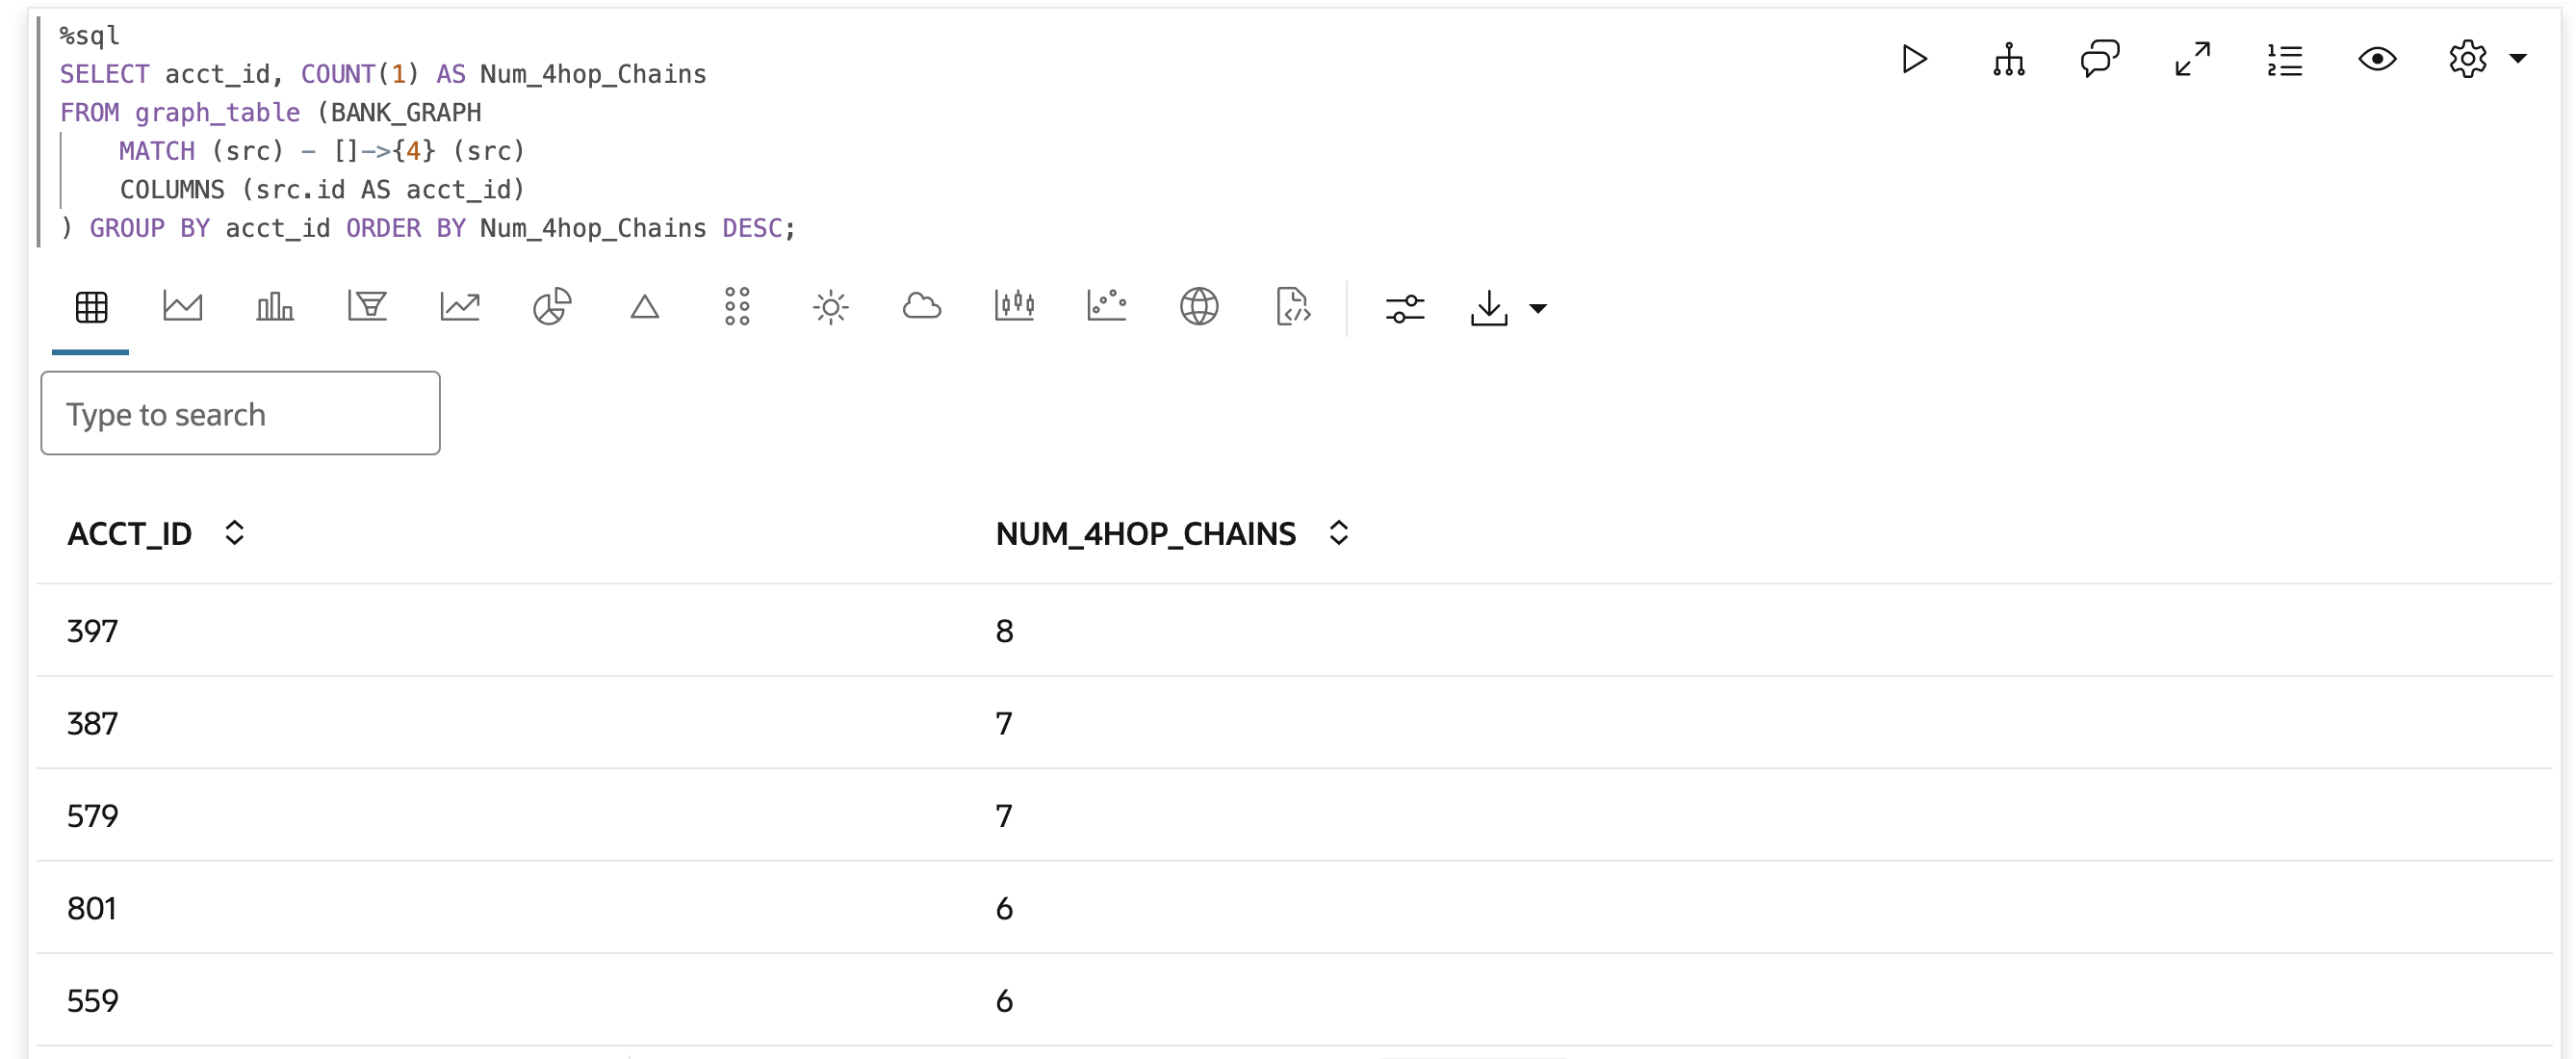 %sql
SELECT acct_id, COUNT(1) AS Num_4hop_Chains
FROM graph_table (BANK_GRAPH
MATCH (src) - []->{4} (src)
COLUMNS (src.id AS acct_id)
) GROUP BY acct_id ORDER BY Num_4hop_Chains DESC;
Type to search
ACCT_ID NUM_4HOP_CHAINS
397 8
387 7
579 7
801 6
559 6